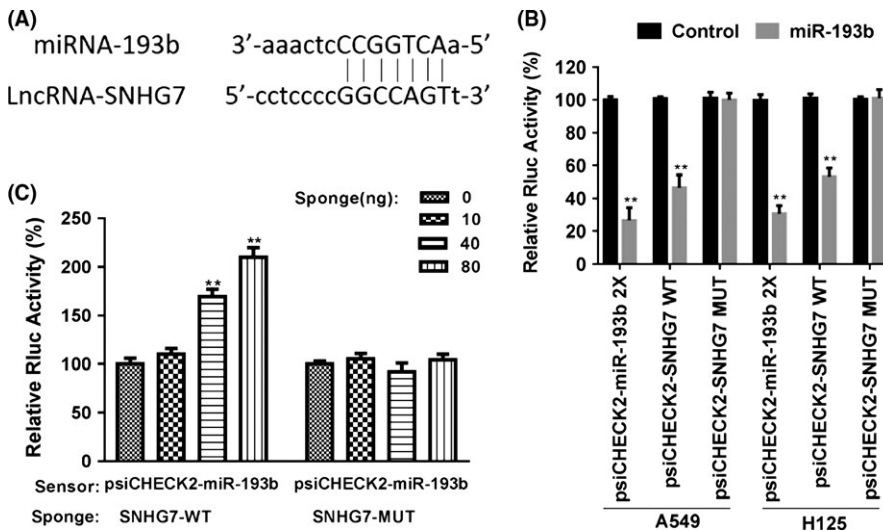 (A)
miRNA-193b 3'-aaactcCCGGTCAa-5'
LncRNA-SNHG7 5'-cctccccGGCCAGTt-3'
(B)
Control miR-193b
Relative Rluc Activity (%)
120
100
80
60
40
20
0
** ** ** **
psiCHECK2-miR-193b 2X
psiCHECK2-SNHG7 WT
psiCHECK2-SNHG7 MUT
psiCHECK2-miR-193b 2X
psiCHECK2-SNHG7 WT
psiCHECK2-SNHG7 MUT
A549 H125
(C)
Sponge(ng): 0
10
40
80
Relative Rluc Activity (%)
250
200
150
100
50
0
** **
Sensor: psiCHECK2-miR-193b psiCHECK2-miR-193b
Sponge: SNHG7-WT SNHG7-MUT